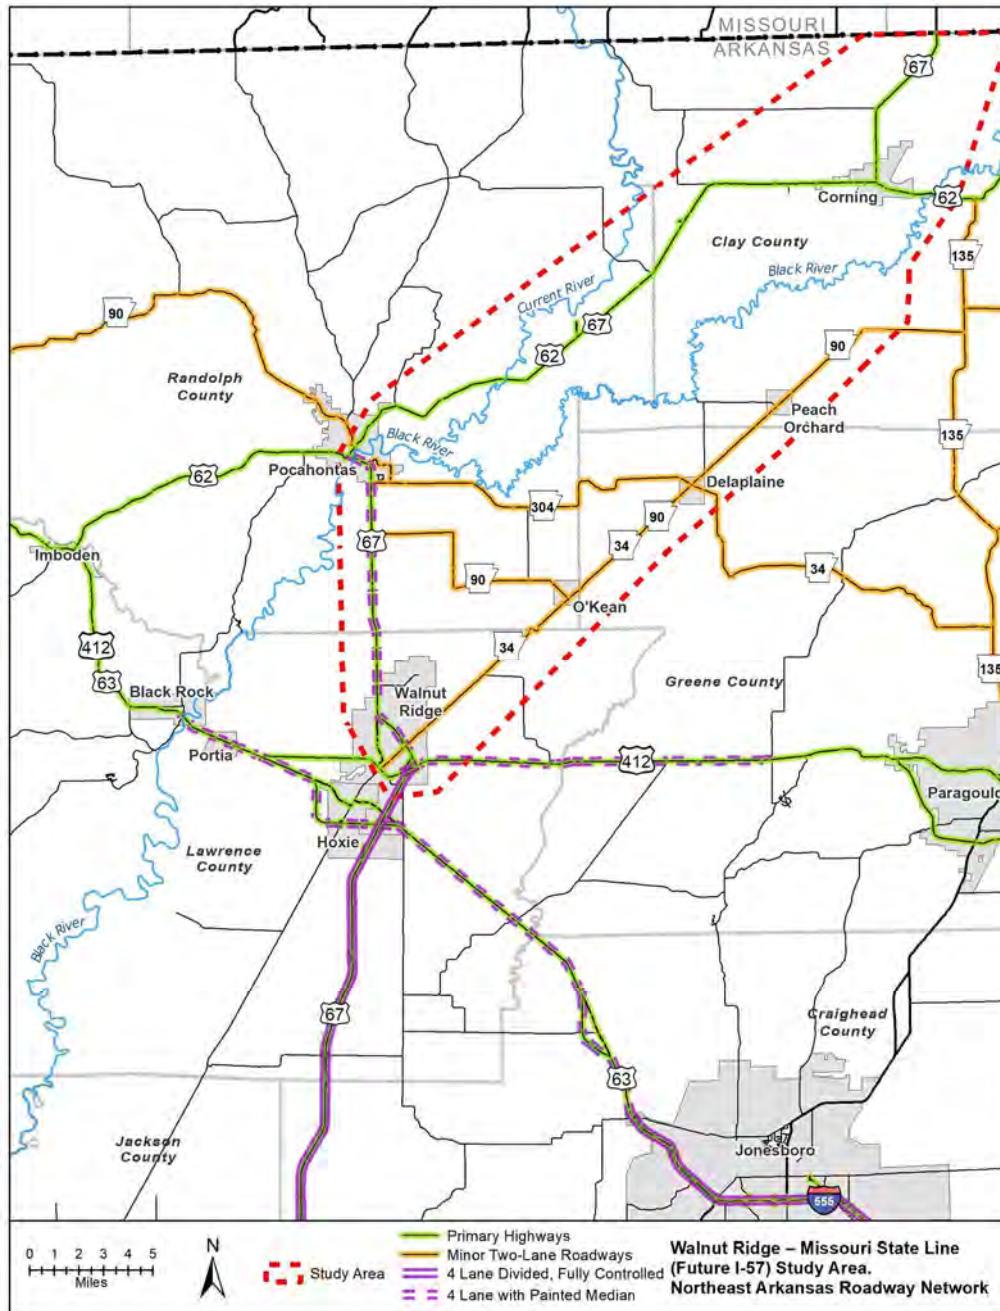 MISSOURI
ARKANSAS
67
Corning
62
Clay County
135
Black River
Current River
90
67
90
62
Randolph
County
Peach
Orchard
Black River
135
Pocahontas
62
Delaplaine
304
90
67
34
Imboden
34
90
O'Kean
412
34
63
135
Black Rock
Walnut
Ridge
Greene County
Portia
412
Paragould
Hoxie
Lawrence
County
Black River
67
Craighead
County
63
Jackson
County
Jonesboro
555
0 1 2 3 4 5
Miles
N
Study Area
Primary Highways
Minor Two-Lane Roadways
4 Lane Divided, Fully Controlled
4 Lane with Painted Median
Walnut Ridge – Missouri State Line
(Future I-57) Study Area.
Northeast Arkansas Roadway Network